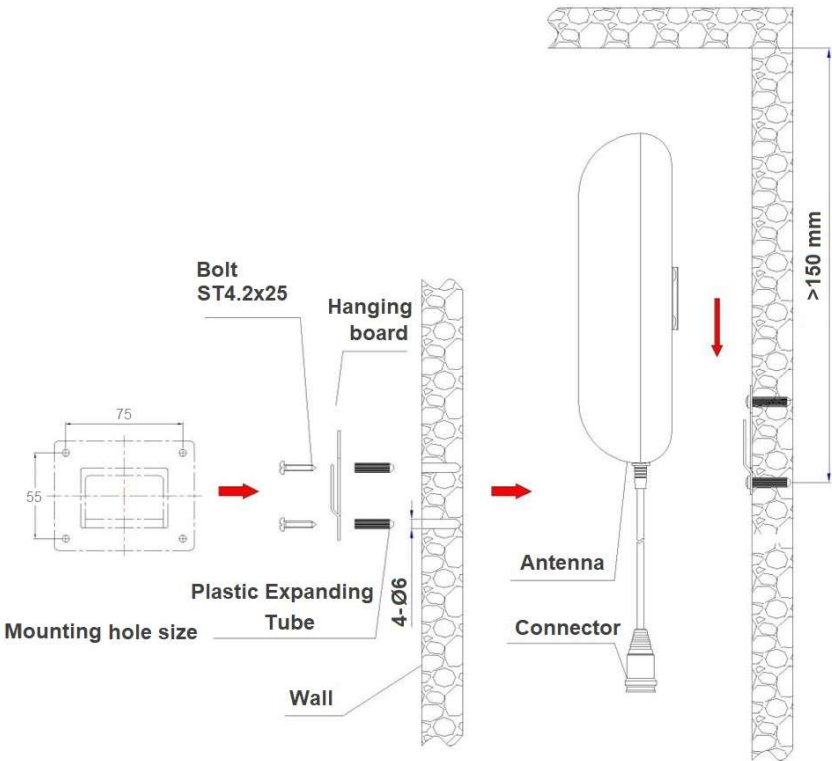 75
55
Mounting hole size
Bolt
ST4.2x25
Hanging
board
Plastic Expanding
Tube
4-Ø6
Wall
Antenna
Connector
>150 mm